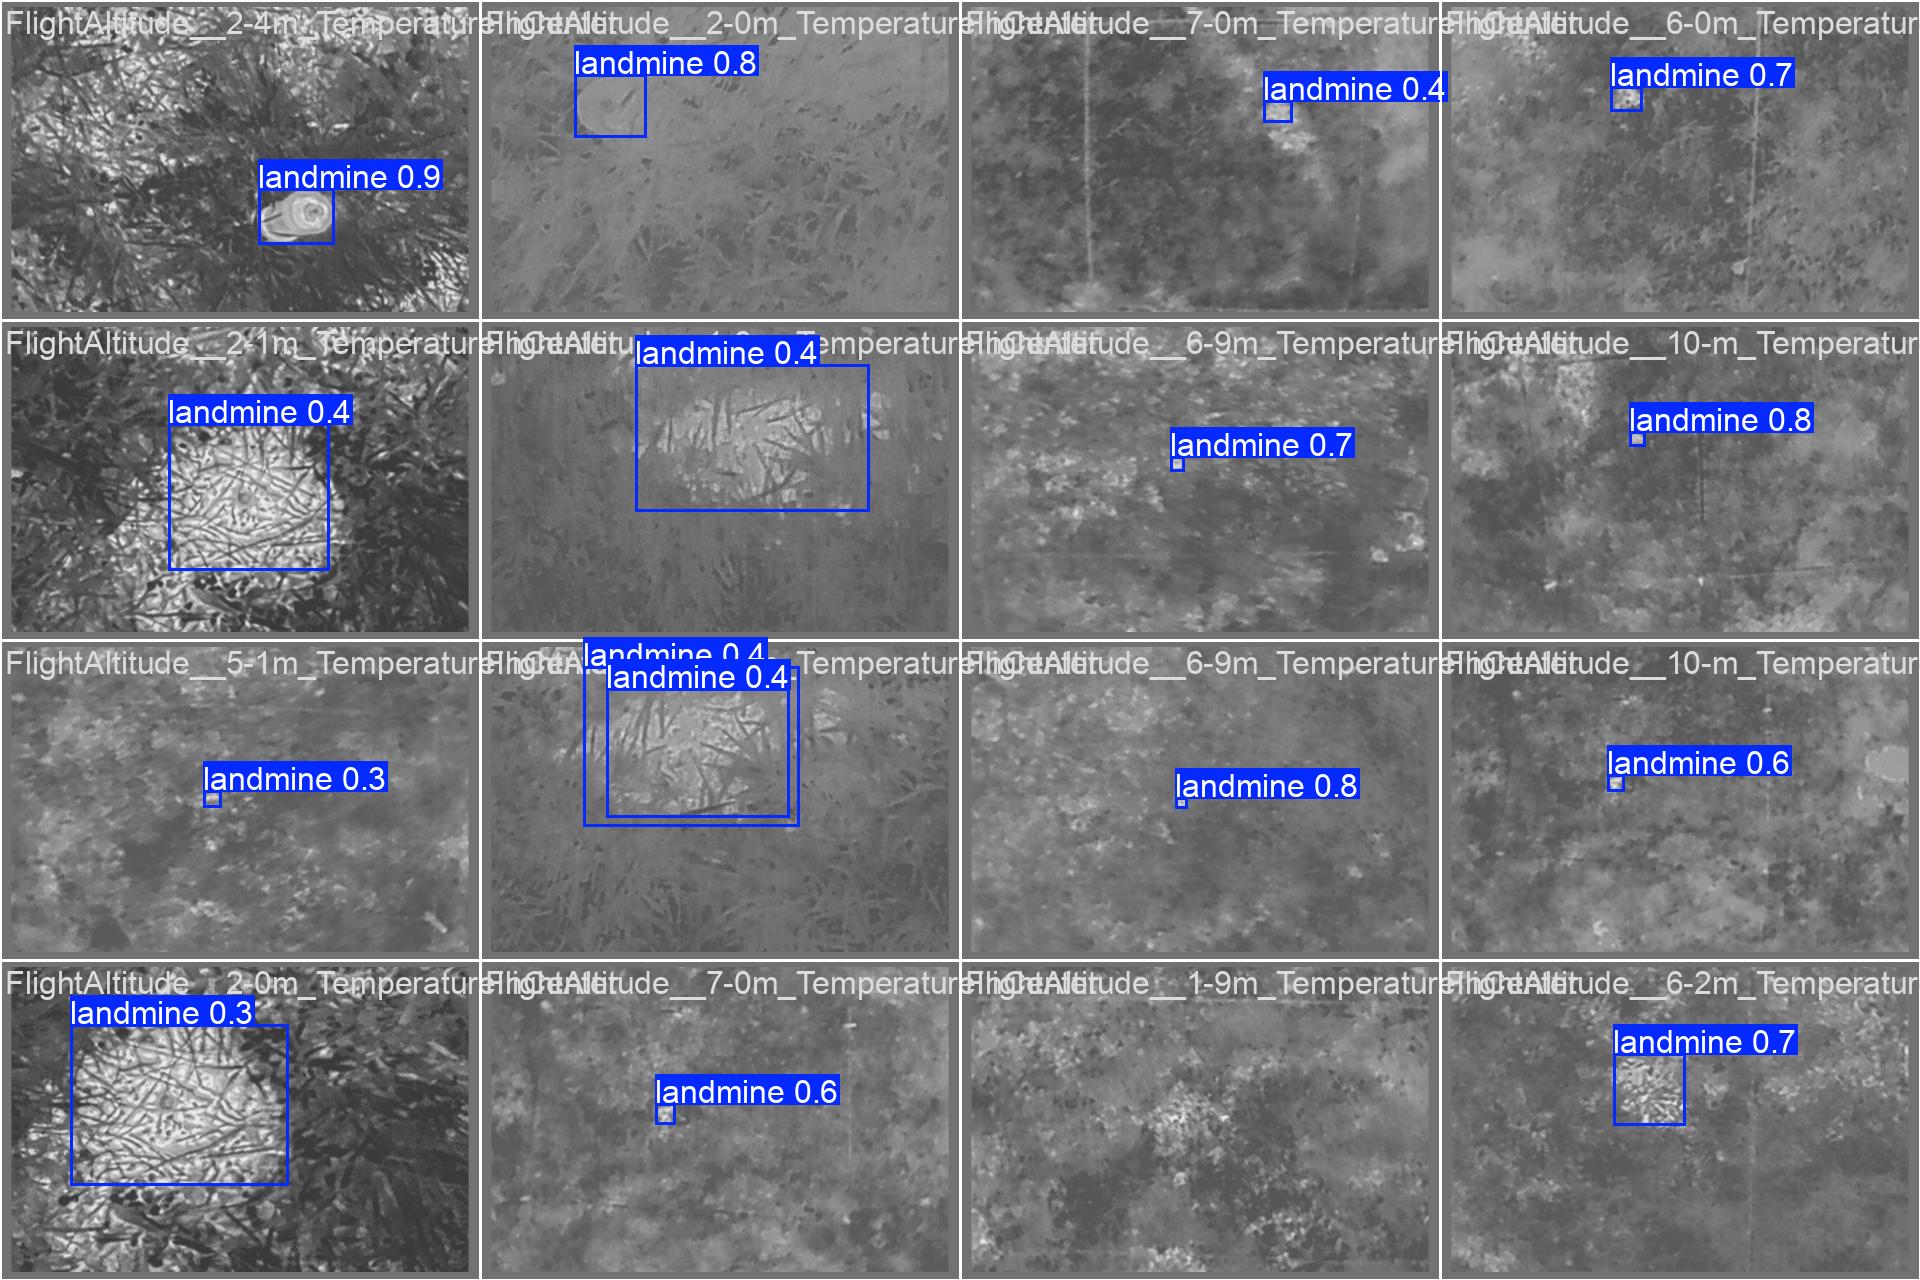 FlightAltitude__2-4m_Temperature
FlightAltitude__2-0m_Temperature
FlightAltitude__7-0m_Temperature
FlightAltitude__6-0m_Temperatur
landmine 0.9
landmine 0.8
landmine 0.4
landmine 0.7
FlightAltitude__2-1m_Temperature
Temperature
FlightAltitude__6-9m_Temperature
FlightAltitude__10-m_Temperatur
landmine 0.4
landmine 0.4
landmine 0.7
landmine 0.8
FlightAltitude__5-1m_Temperature
Temperature
FlightAltitude__6-9m_Temperature
FlightAltitude__10-m_Temperatur
landmine 0.3
landmine 0.4
landmine 0.4
landmine 0.8
landmine 0.6
FlightAltitude__2-0m_Temperature
FlightAltitude__7-0m_Temperature
FlightAltitude__1-9m_Temperature
FlightAltitude__6-2m_Temperatur
landmine 0.3
landmine 0.6
landmine 0.7